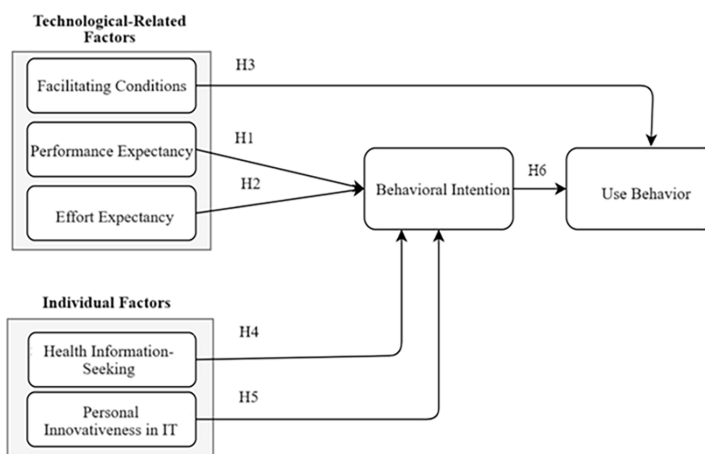 Technological-Related
Factors
Facilitating Conditions
H3
Performance Expectancy
H1
H2
Effort Expectancy
Behavioral Intention
H6
Use Behavior
Individual Factors
Health Information-
Seeking
H4
Personal
Innovativeness in IT
H5